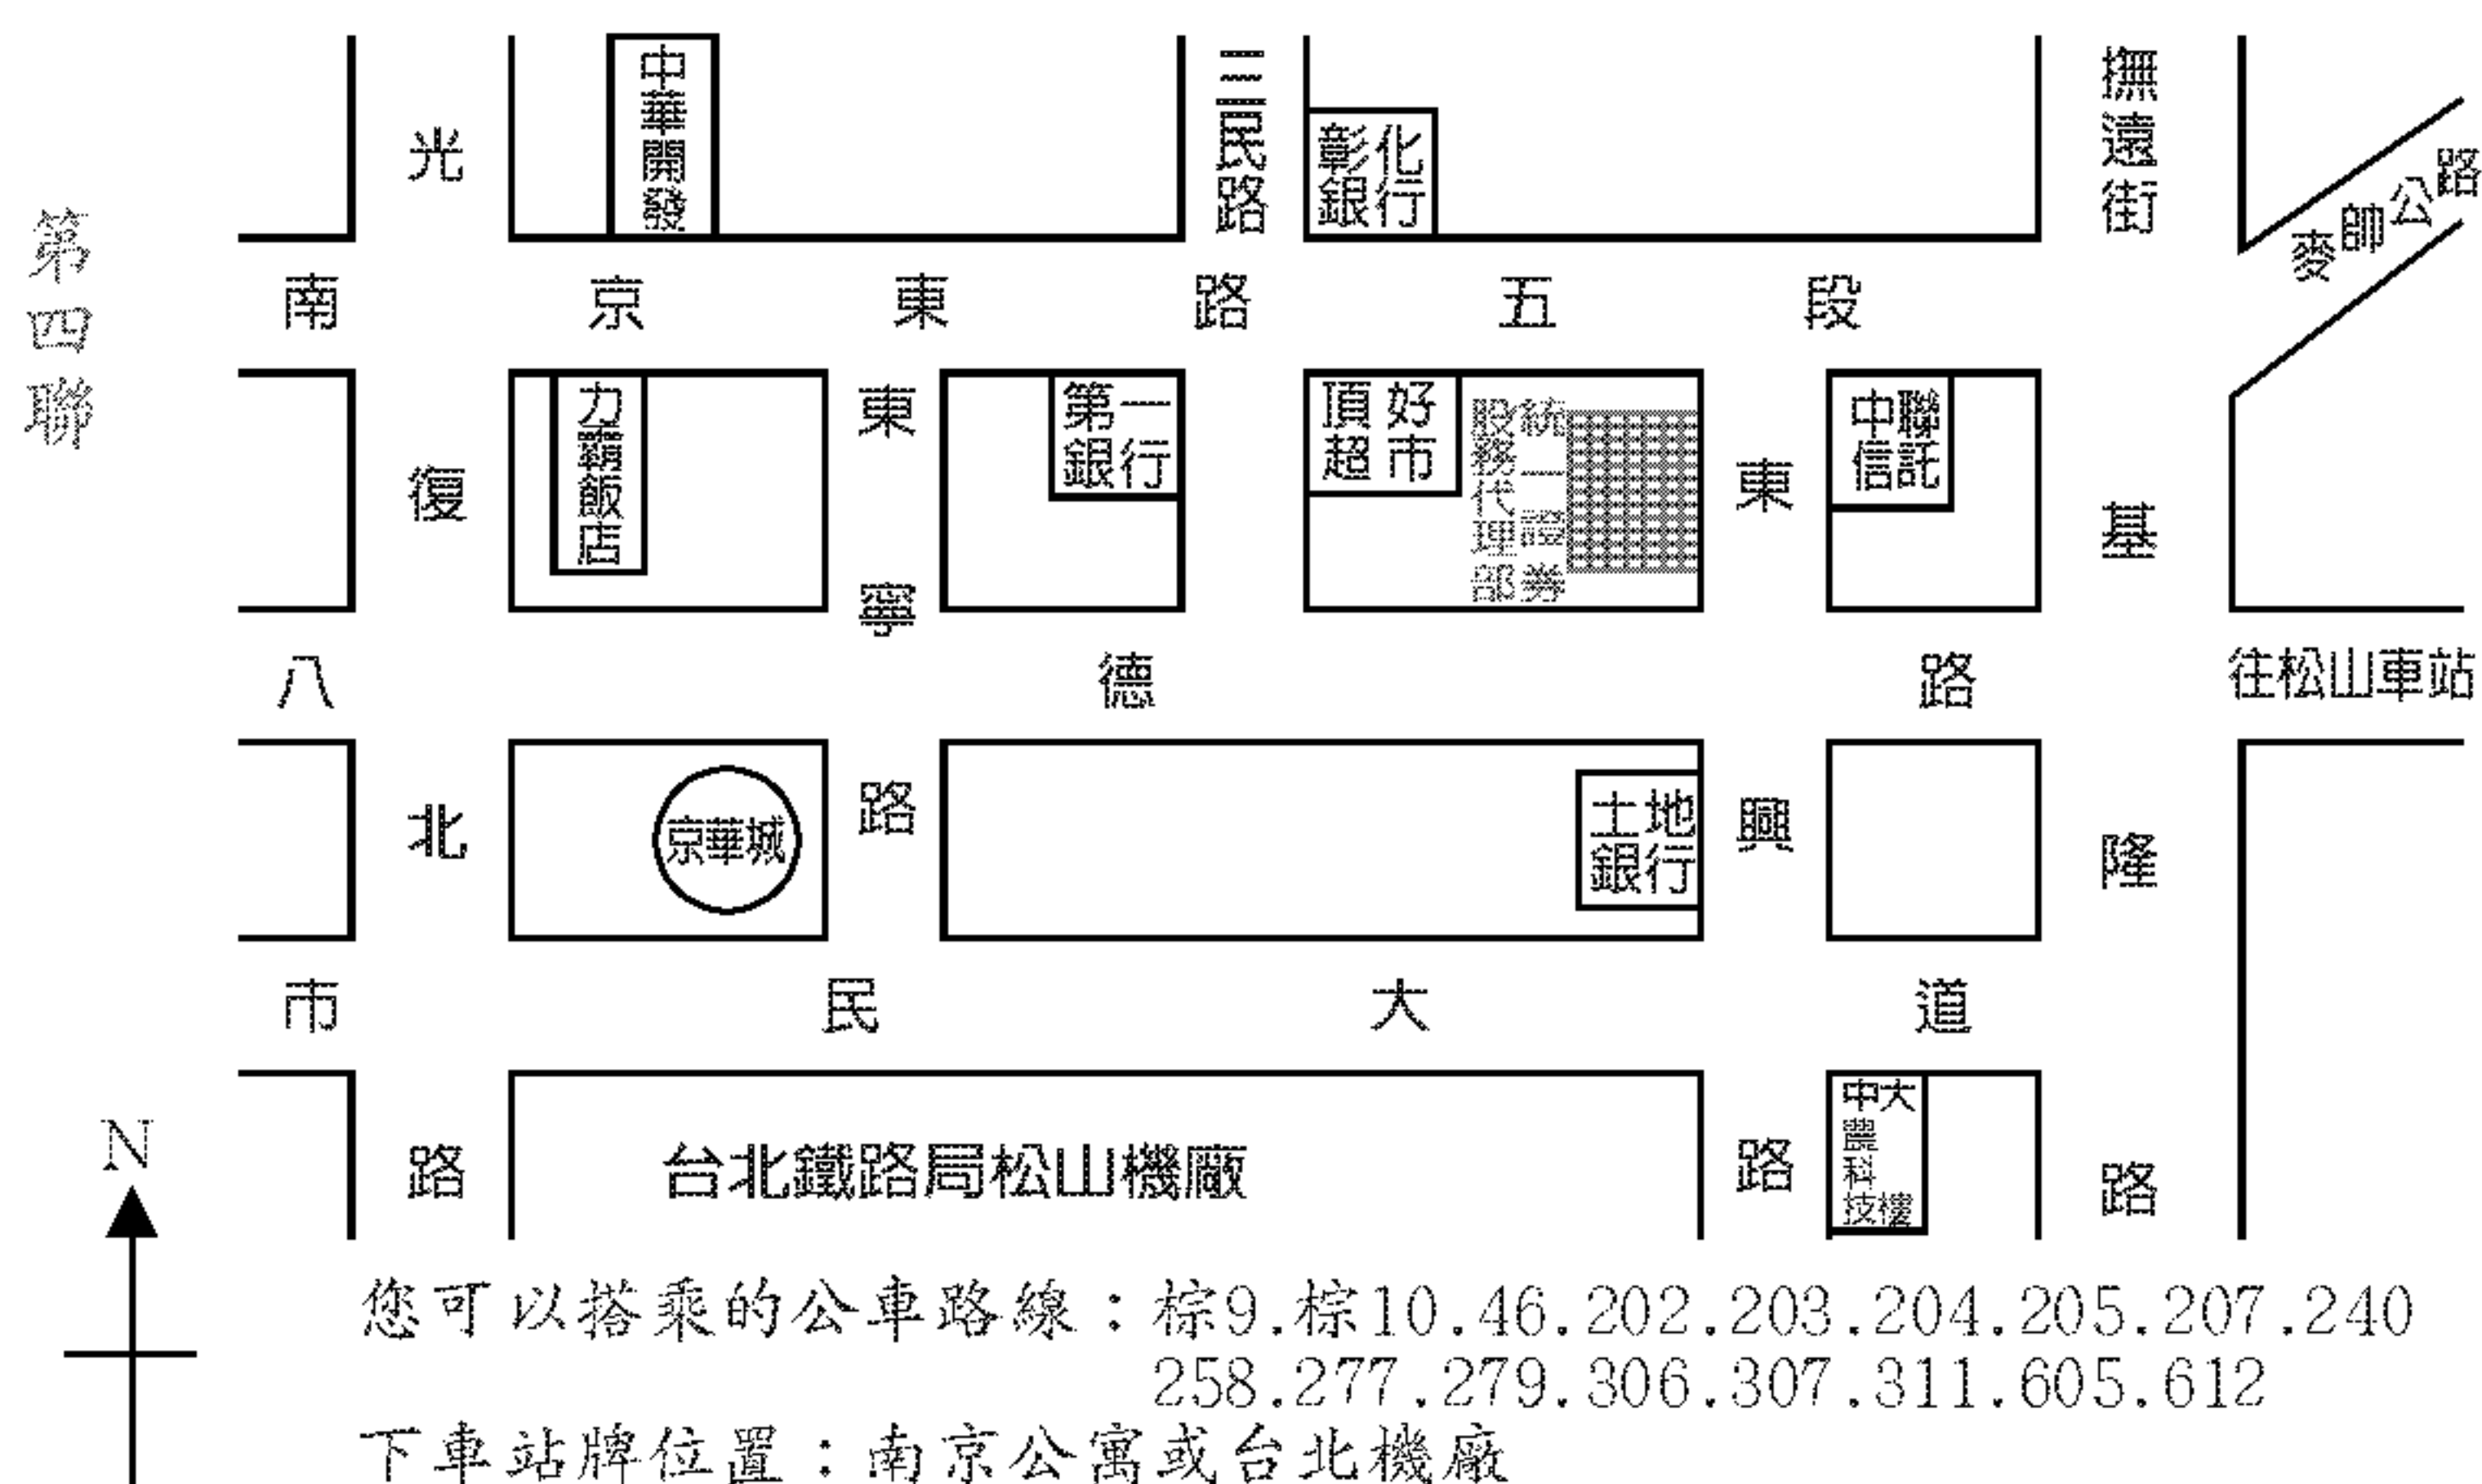 第四聯
光復北路
中華開發
三民路
彰化
銀行
撫遠街
麥帥公路
南京東路五段
力霸飯店
東寧路
第一
銀行
頂好
超市
統一證券
股務代理部
東興路
中聯
信託
基隆路
八德路
往松山車站
京華城
土地
銀行
市民大道
台北鐵路局松山機廠
中大
農
科
技樓
N
您可以搭乘的公車路線：棕9.棕10.46.202.203.204.205.207.240
258.277.279.306.307.311.605.612
下車站牌位置：南京公寓或台北機廠